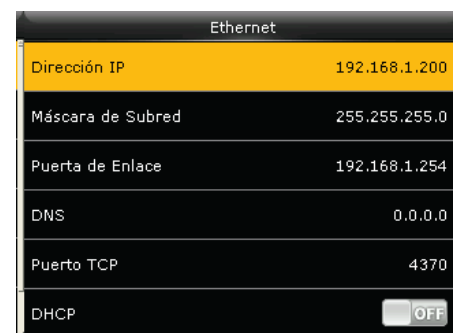 Ethernet
Dirección IP 192.168.1.200
Máscara de Subred 255.255.255.0
Puerta de Enlace 192.168.1.254
DNS 0.0.0.0
Puerto TCP 4370
DHCP OFF